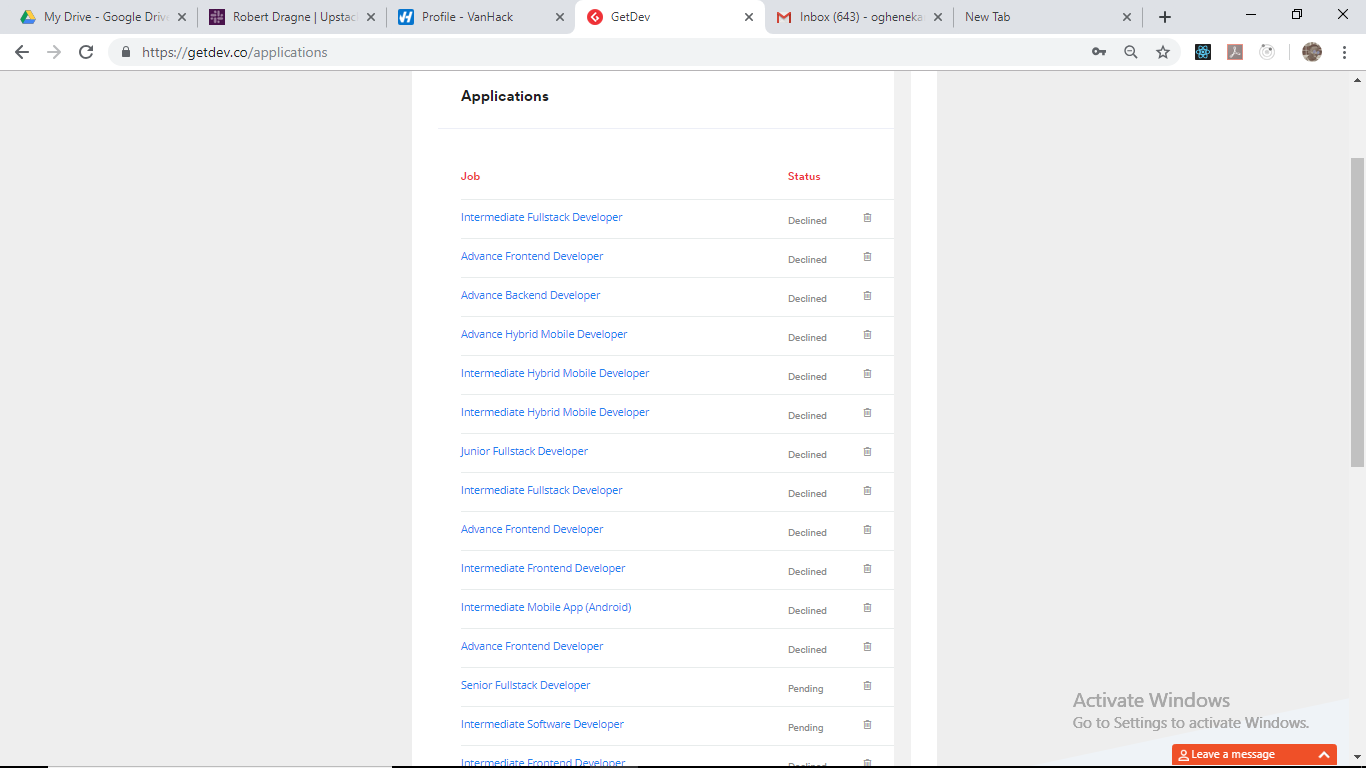 My Drive - Google Driv
Robert Dragne | Upstac
Profile - VanHack
GetDev
Inbox (643) - ogheneka
New Tab
https://getdev.co/applications
Applications
Job Status
Intermediate Fullstack Developer Declined
Advance Frontend Developer Declined
Advance Backend Developer Declined
Advance Hybrid Mobile Developer Declined
Intermediate Hybrid Mobile Developer Declined
Intermediate Hybrid Mobile Developer Declined
Junior Fullstack Developer Declined
Intermediate Fullstack Developer Declined
Advance Frontend Developer Declined
Intermediate Frontend Developer Declined
Intermediate Mobile App (Android) Declined
Advance Frontend Developer Declined
Senior Fullstack Developer Pending
Intermediate Software Developer Pending
Intermediate Frontend Developer Declined
Activate Windows
Go to Settings to activate Windows.
Leave a message